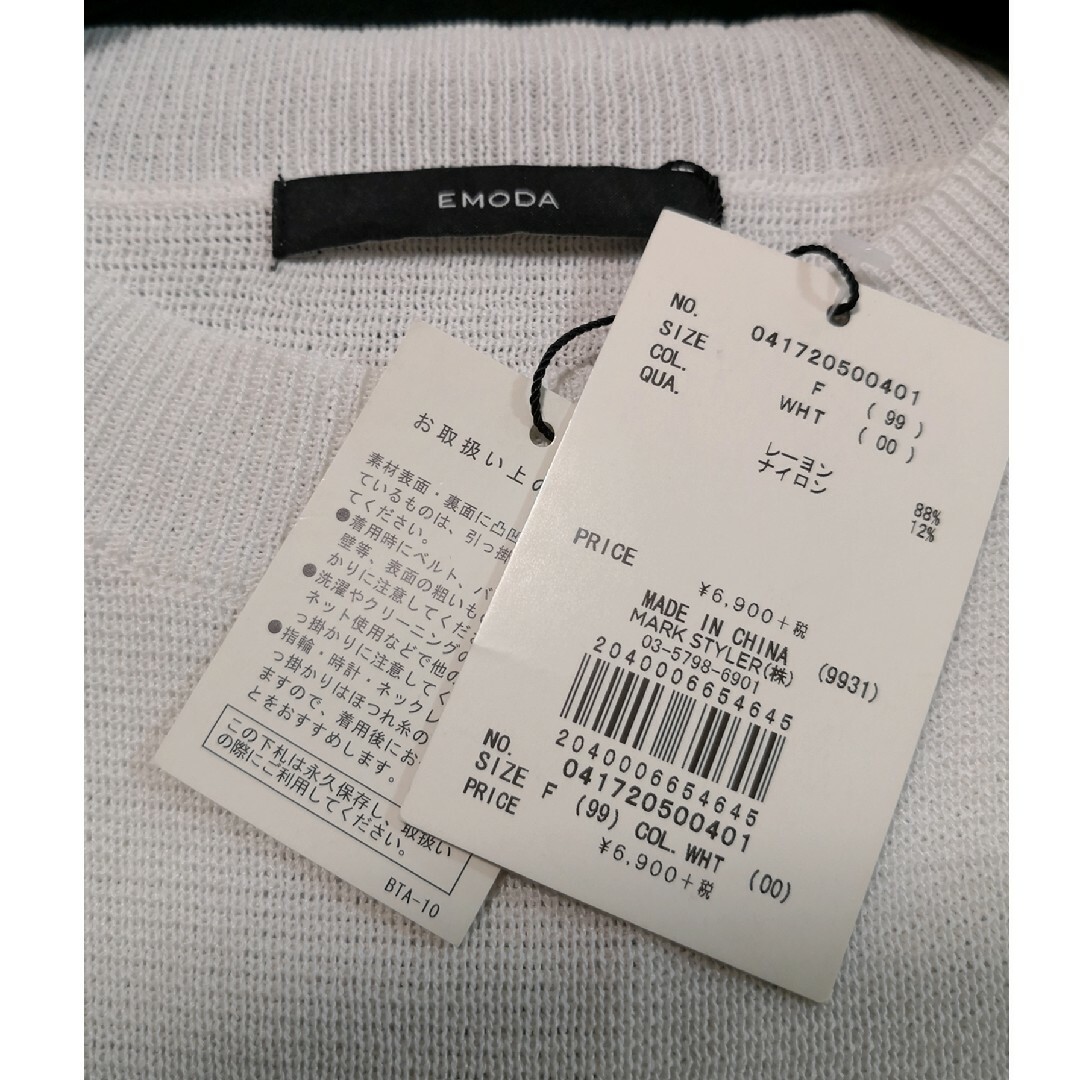 EMODA
お取扱い上の
素材表面・裏面に凸凹
ているものは、引っ掛
てください。
●着用時にベルト、バ
壁等、表面の粗いも
かりに注意してくださ
●洗濯やクリーニングの
ネット使用などで他の
っ掛かりに注意してく
●指輪・時計・ネックレ
っ掛かりはほつれ糸の
ますので、着用後にお
とをおすすめします。
この下札は永久保存し、取扱い
の際にご利用してください。
BTA-10
NO. 041720500401
SIZE F (99)
COL. WHT (00)
QUA.
レーヨン 88%
ナイロン 12%
PRICE ¥6,900+税
MADE IN CHINA
MARK STYLER(株) (9931)
03-5798-6901
2040006654645
2040006654645
NO. 041720500401
SIZE F (99) COL. WHT (00)
PRICE ¥6,900+税